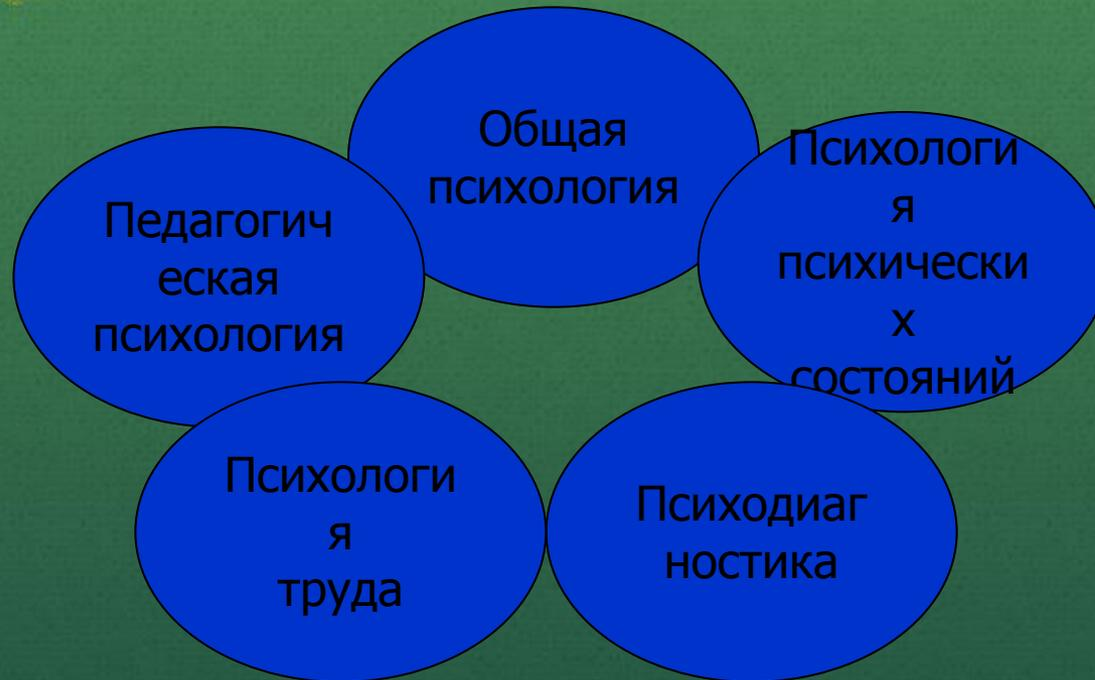 Общая
психология
Педагогич
еская
психология
Психологи
я
психически
х
состояний
Психологи
я
труда
Психодиаг
ностика